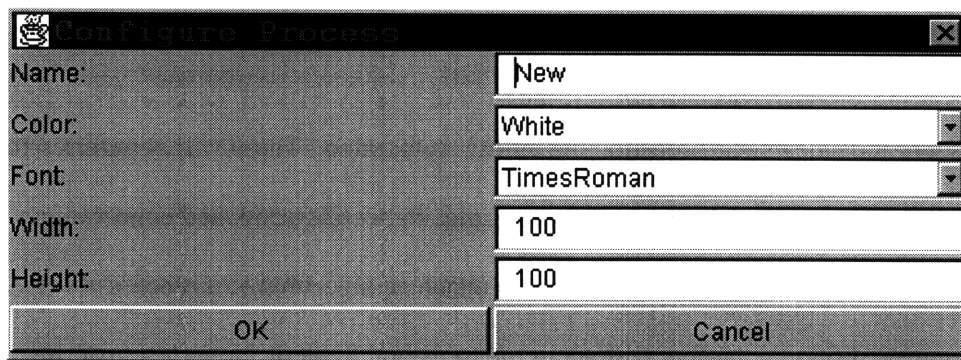 Configure Process
Name: New
Color: White
Font: TimesRoman
Width: 100
Height: 100
OK Cancel